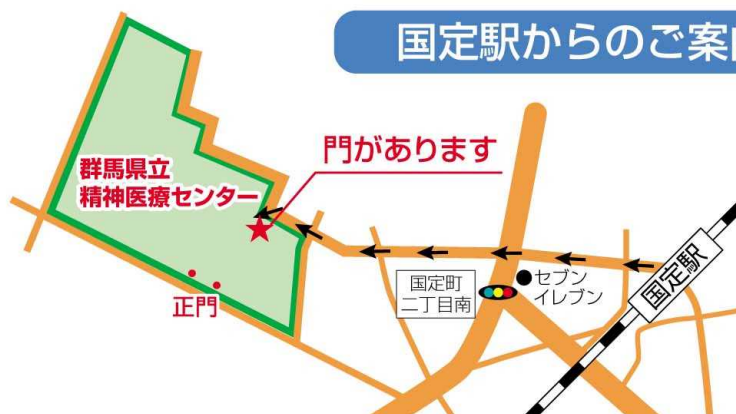 国定駅からのご案
門があります
群馬県立
精神医療センター
正門
国定町
二丁目南
セブン
イレブン
国定駅